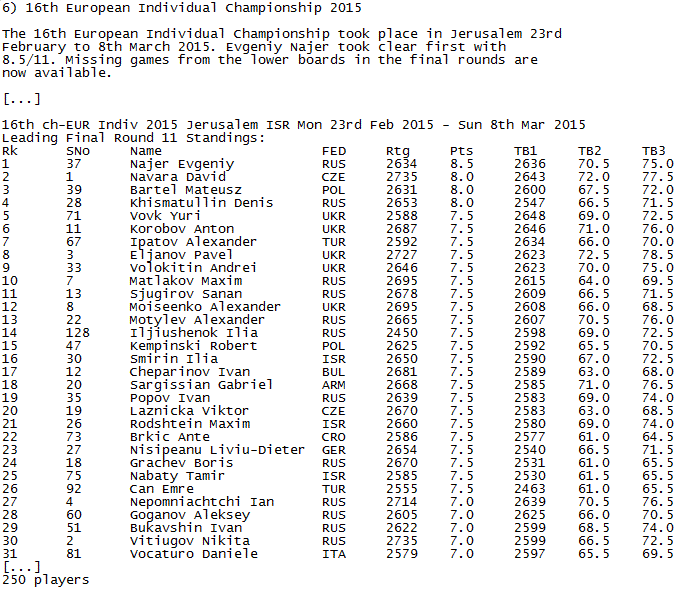 6) 16th European Individual Championship 2015
The 16th European Individual Championship took place in Jerusalem 23rd
February to 8th March 2015. Evgeniy Najer took clear first with
8.5/11. Missing games from the lower boards in the final rounds are
now available.
[...]
16th ch-EUR Indiv 2015 Jerusalem ISR Mon 23rd Feb 2015 - Sun 8th Mar 2015
Leading Final Round 11 Standings:
Rk SNo Name FED Rtg Pts TB1 TB2 TB3
1 37 Najer Evgeniy RUS 2634 8.5 2636 70.5 75.0
2 1 Navara David CZE 2735 8.0 2643 72.0 77.5
3 39 Bartel Mateusz POL 2631 8.0 2600 67.5 72.0
4 28 Khismatullin Denis RUS 2653 8.0 2547 66.5 71.5
5 71 Vovk Yuri UKR 2588 7.5 2648 69.0 72.5
6 11 Korobov Anton UKR 2687 7.5 2646 71.0 76.0
7 67 Ipatov Alexander TUR 2592 7.5 2634 66.0 70.0
8 3 Eljanov Pavel UKR 2727 7.5 2623 72.5 78.5
9 33 Volokitin Andrei UKR 2646 7.5 2623 70.0 75.0
10 7 Matlakov Maxim RUS 2695 7.5 2615 64.0 69.5
11 13 Sjugirov Sanan RUS 2678 7.5 2609 66.5 71.5
12 8 Moiseenko Alexander UKR 2695 7.5 2608 66.0 68.5
13 22 Motylev Alexander RUS 2665 7.5 2607 70.5 76.0
14 128 Iljiushenok Ilia RUS 2450 7.5 2598 69.0 72.5
15 47 Kempinski Robert POL 2625 7.5 2592 65.5 70.5
16 30 Smirin Ilia ISR 2650 7.5 2590 67.0 72.5
17 12 Cheparinov Ivan BUL 2681 7.5 2589 63.0 68.0
18 20 Sargissian Gabriel ARM 2668 7.5 2585 71.0 76.5
19 35 Popov Ivan RUS 2639 7.5 2583 69.0 74.0
20 19 Laznicka Viktor CZE 2670 7.5 2583 63.0 68.5
21 26 Rodshtein Maxim ISR 2660 7.5 2580 69.0 74.0
22 73 Brkic Ante CRO 2586 7.5 2577 61.0 64.5
23 27 Nisipeanu Liviu-Dieter GER 2654 7.5 2540 66.5 71.5
24 18 Grachev Boris RUS 2670 7.5 2531 61.0 65.5
25 75 Nabaty Tamir ISR 2585 7.5 2530 61.5 65.5
26 92 Can Emre TUR 2555 7.5 2463 61.0 65.5
27 4 Nepomniachtchi Ian RUS 2714 7.0 2639 70.5 76.5
28 60 Goganov Aleksey RUS 2605 7.0 2625 66.0 70.5
29 51 Bukavshin Ivan RUS 2622 7.0 2599 68.5 74.0
30 2 Vitiugov Nikita RUS 2735 7.0 2599 66.5 72.5
31 81 Vocaturo Daniele ITA 2579 7.0 2597 65.5 69.5
[...]
250 players